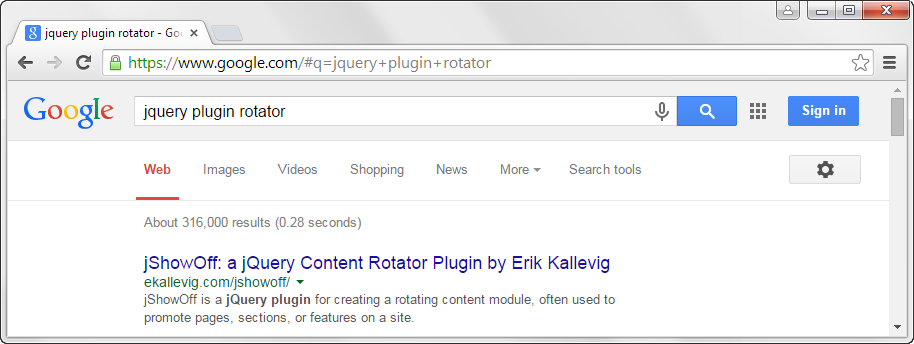 jquery plugin rotator - Go
https://www.google.com/#q=jquery+plugin+rotator
Google jquery plugin rotator Sign in
Web Images Videos Shopping News More Search tools
About 316,000 results (0.28 seconds)
jShowOff: a jQuery Content Rotator Plugin by Erik Kallevig
ekallevig.com/jshowoff/
jShowOff is a jQuery plugin for creating a rotating content module, often used to
promote pages, sections, or features on a site.